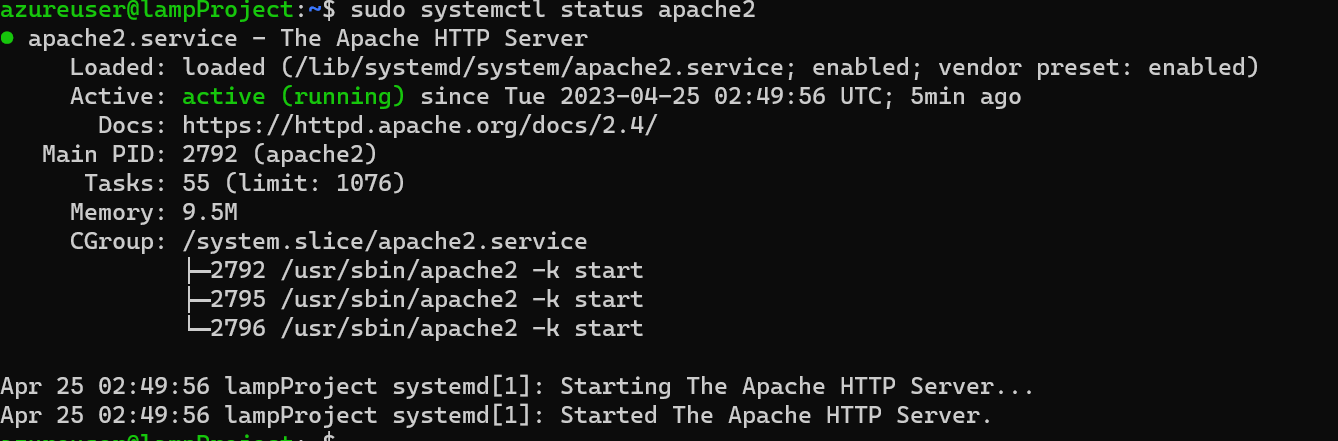 azureuser@lampProject:~$ sudo systemctl status apache2
● apache2.service - The Apache HTTP Server
     Loaded: loaded (/lib/systemd/system/apache2.service; enabled; vendor preset: enabled)
     Active: active (running) since Tue 2023-04-25 02:49:56 UTC; 5min ago
       Docs: https://httpd.apache.org/docs/2.4/
   Main PID: 2792 (apache2)
      Tasks: 55 (limit: 1076)
     Memory: 9.5M
     CGroup: /system.slice/apache2.service
             ├─2792 /usr/sbin/apache2 -k start
             ├─2795 /usr/sbin/apache2 -k start
             └─2796 /usr/sbin/apache2 -k start

Apr 25 02:49:56 lampProject systemd[1]: Starting The Apache HTTP Server...
Apr 25 02:49:56 lampProject systemd[1]: Started The Apache HTTP Server.
azureuser@lampProject:~$